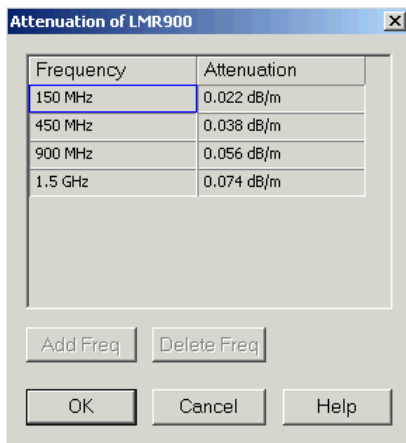 Attenuation of LMR900
Frequency Attenuation
150 MHz 0.022 dB/m
450 MHz 0.038 dB/m
900 MHz 0.056 dB/m
1.5 GHz 0.074 dB/m
Add Freq Delete Freq
OK Cancel Help